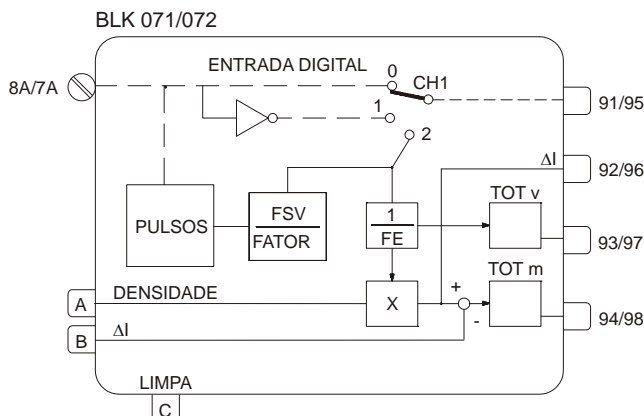 BLK 071/072
ENTRADA DIGITAL
0
CH1
8A/7A
91/95
1
2
ΔI
92/96
TOT v
PULSOS
FSV
FATOR
1
FE
93/97
TOT m
A
DENSIDADE
X
+
-
94/98
B
ΔI
LIMPA
C